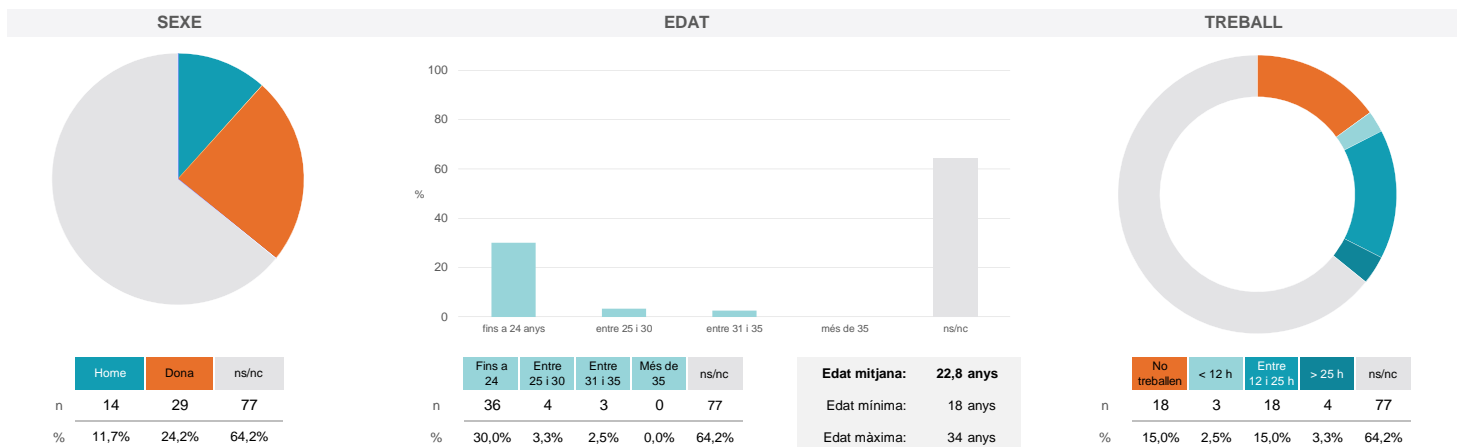 SEXE
EDAT
TREBALL
100
80
60
%
40
20
0
fins a 24 anys
entre 25 i 30
entre 31 i 35
més de 35
ns/nc
Home Dona ns/nc
n 14 29 77
% 11,7% 24,2% 64,2%
Fins a 24 Entre 25 i 30 Entre 31 i 35 Més de 35 ns/nc
n 36 4 3 0 77
% 30,0% 3,3% 2,5% 0,0% 64,2%
Edat mitjana: 22,8 anys
Edat mínima: 18 anys
Edat màxima: 34 anys
No treballen < 12 h Entre 12 i 25 h > 25 h ns/nc
n 18 3 18 4 77
% 15,0% 2,5% 15,0% 3,3% 64,2%